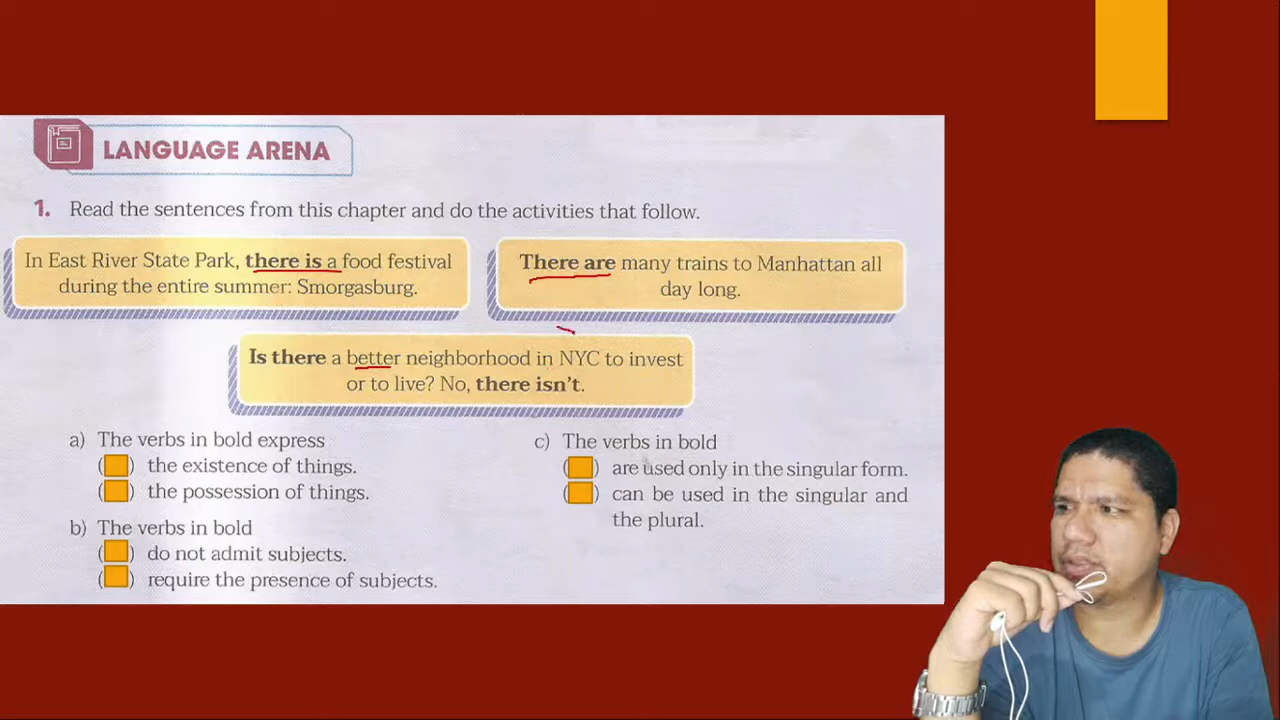 LANGUAGE ARENA
1. Read the sentences from this chapter and do the activities that follow.
In East River State Park, there is a food festival
during the entire summer: Smorgasburg.
There are many trains to Manhattan all
day long.
Is there a better neighborhood in NYC to invest
or to live? No, there isn't.
a) The verbs in bold express
( ) the existence of things.
( ) the possession of things.
b) The verbs in bold
( ) do not admit subjects.
( ) require the presence of subjects.
c) The verbs in bold
( ) are used only in the singular form.
( ) can be used in the singular and
the plural.